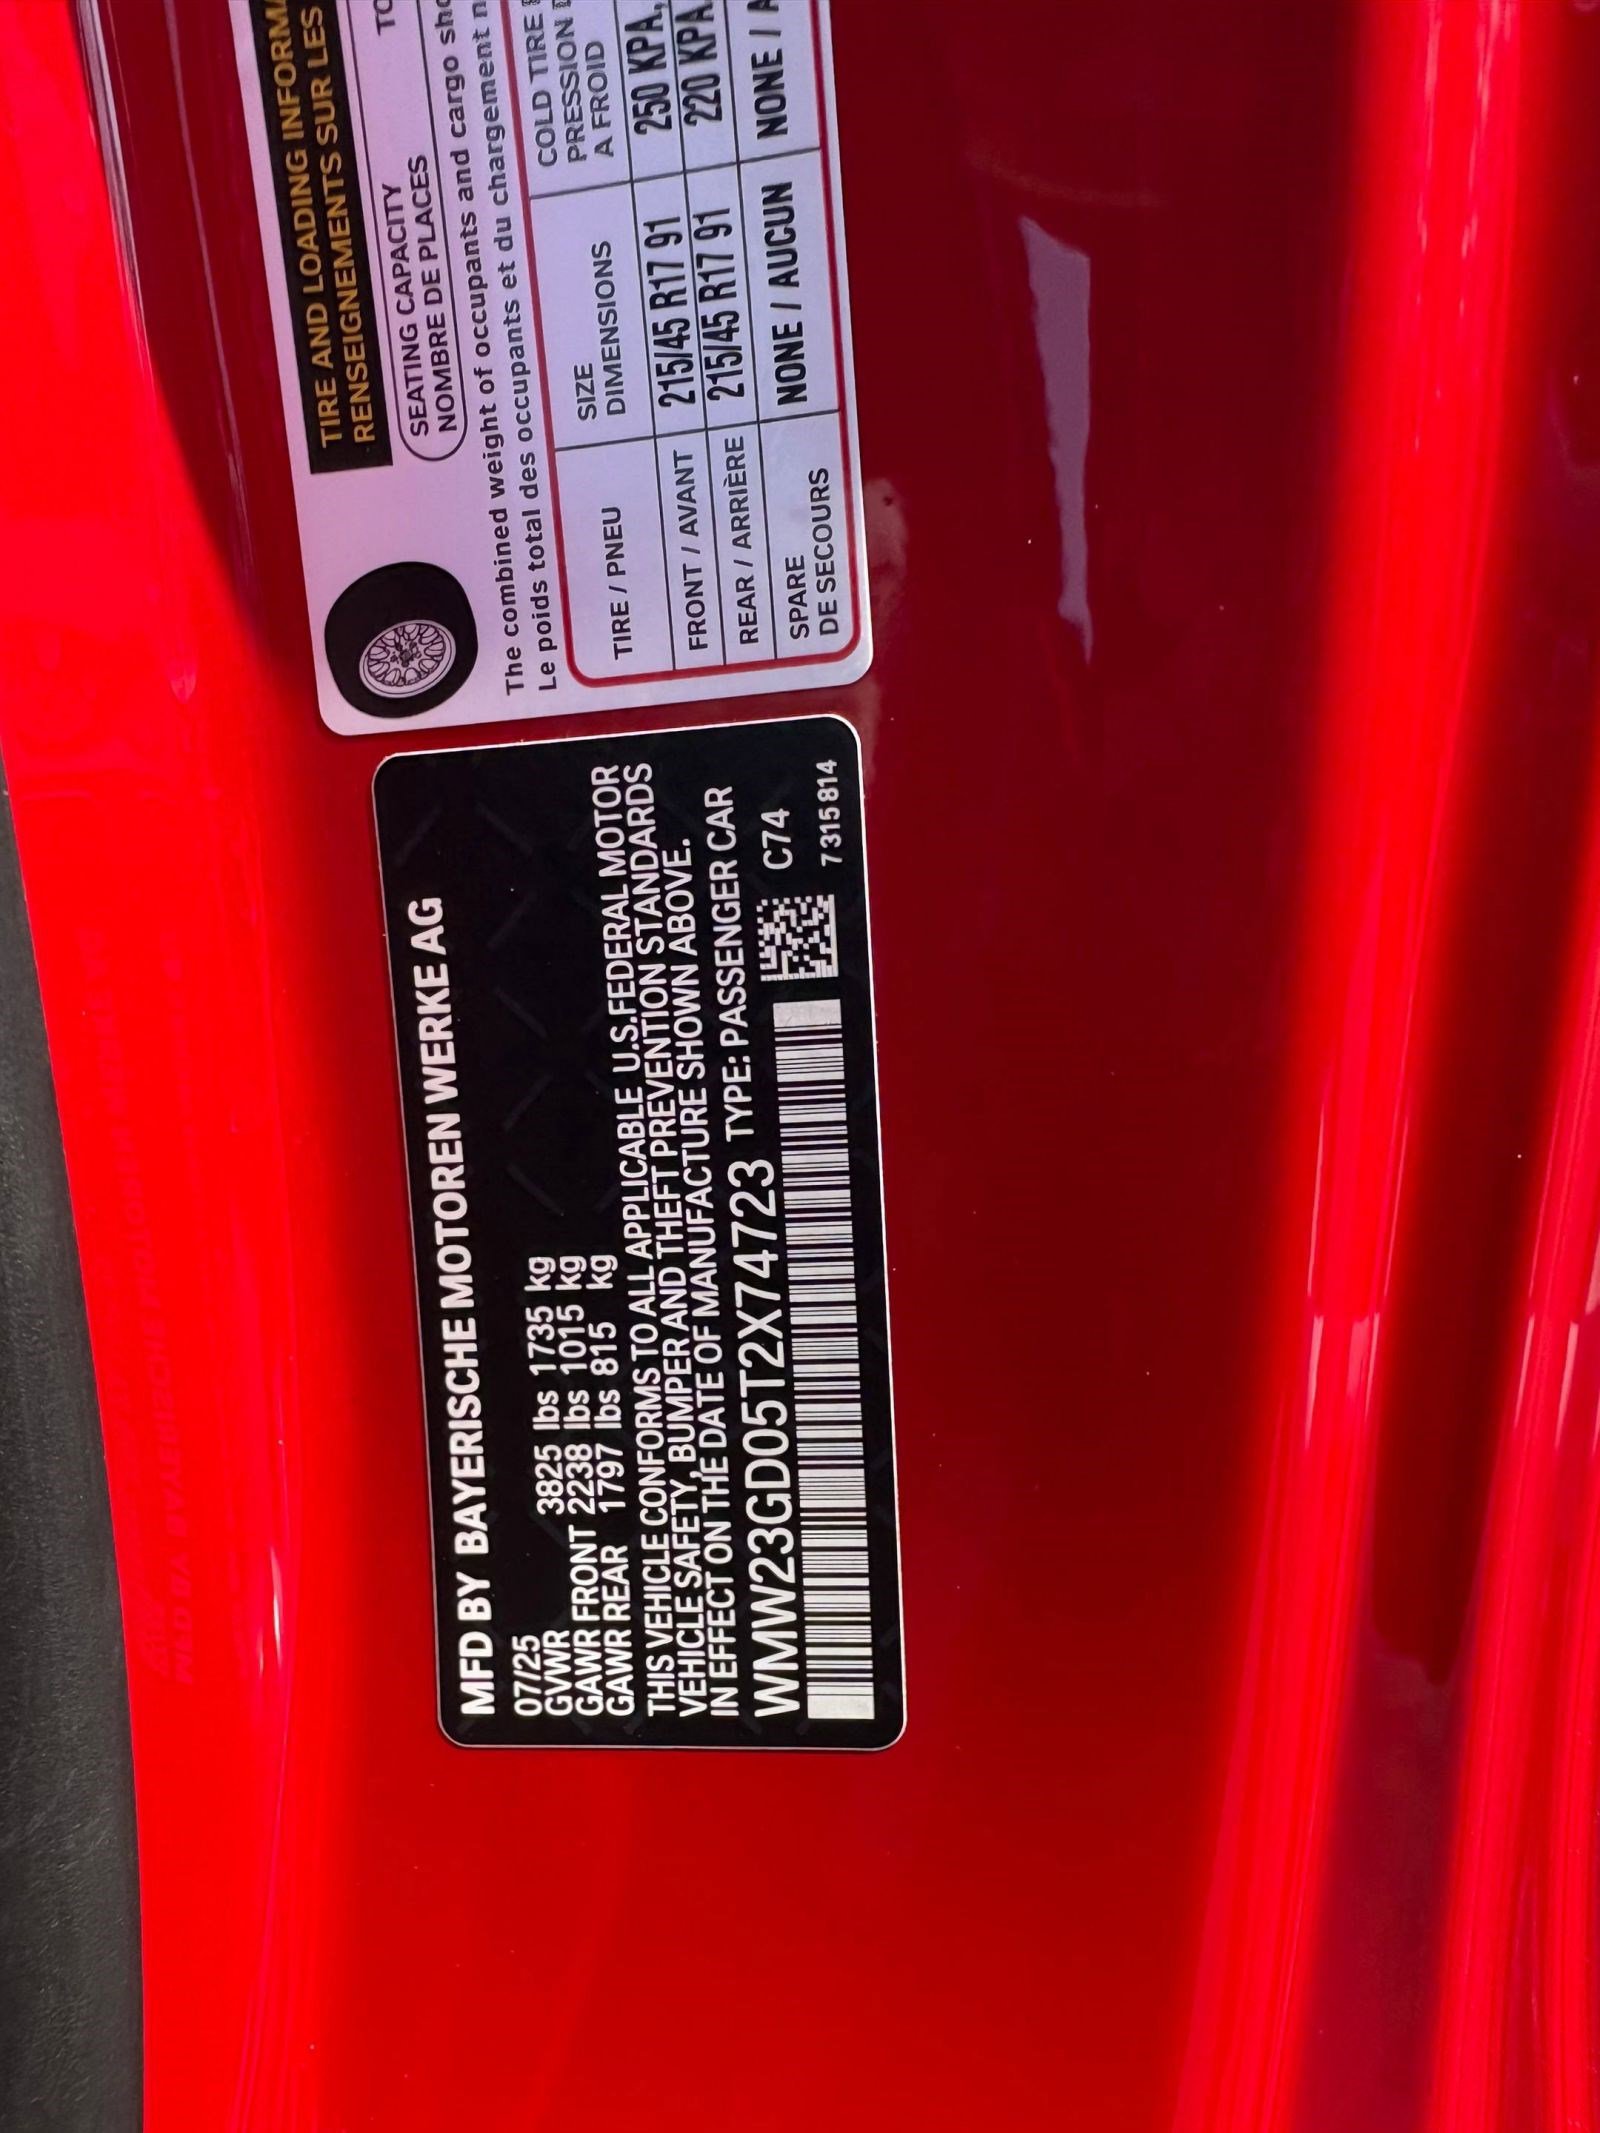 MFD BY BAYERISCHE MOTOREN WERKE AG
07/25
GVWR 3825 lbs 1735 kg
GAWR FRONT 2238 lbs 1015 kg
GAWR REAR 1797 lbs 815 kg
THIS VEHICLE CONFORMS TO ALL APPLICABLE U.S.FEDERAL MOTOR
VEHICLE SAFETY, BUMPER AND THEFT PREVENTION STANDARDS
IN EFFECT ON THE DATE OF MANUFACTURE SHOWN ABOVE.
WMW23GD05T2X74723 TYPE: PASSENGER CAR
C74
7315814
TIRE AND LOADING
RENSEIGNEMENTS SUR LES
SEATING CAPACITY
NOMBRE DE PLACES
The combined weight of occupants and cargo
Le poids total des occupants et du chargement
TIRE / PNEU SIZE DIMENSIONS COLD TIRE PRESSION A FROID
FRONT / AVANT 215/45 R17 91 250 KPA,
REAR / ARRIÈRE 215/45 R17 91 220 KPA
SPARE DE SECOURS NONE / AUCUN NONE /